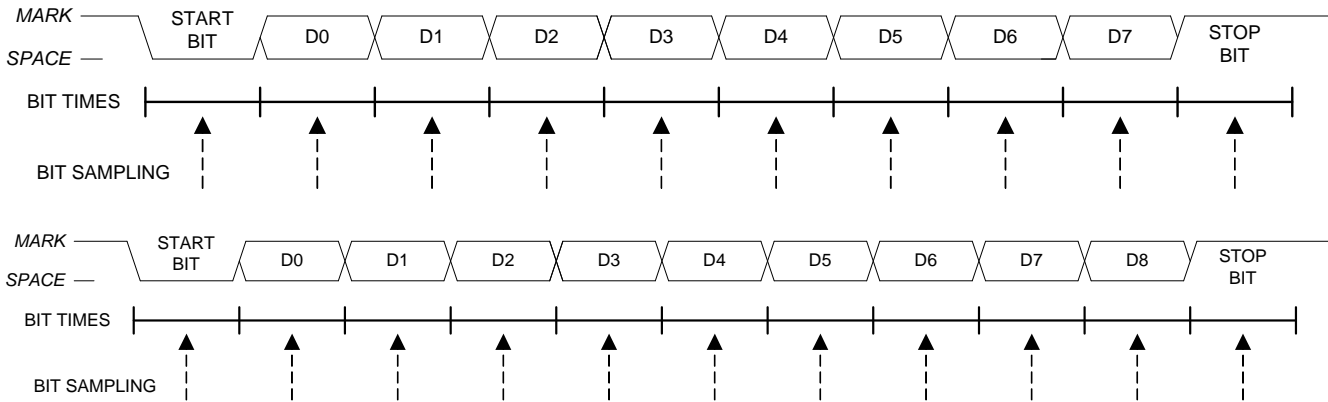 MARK
START BIT
D0 D1 D2 D3 D4 D5 D6 D7
STOP BIT
SPACE
BIT TIMES
BIT SAMPLING
MARK
START BIT
D0 D1 D2 D3 D4 D5 D6 D7 D8
STOP BIT
SPACE
BIT TIMES
BIT SAMPLING